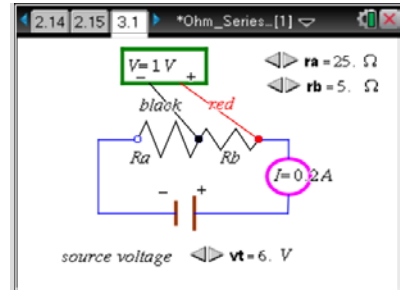 2.14 2.15 3.1 *Ohm_Series...[1]
V=1 V
ra = 25. Ω
− +
rb = 5. Ω
black red
Ra Rb
I=0.2A
− +
source voltage vt = 6. V